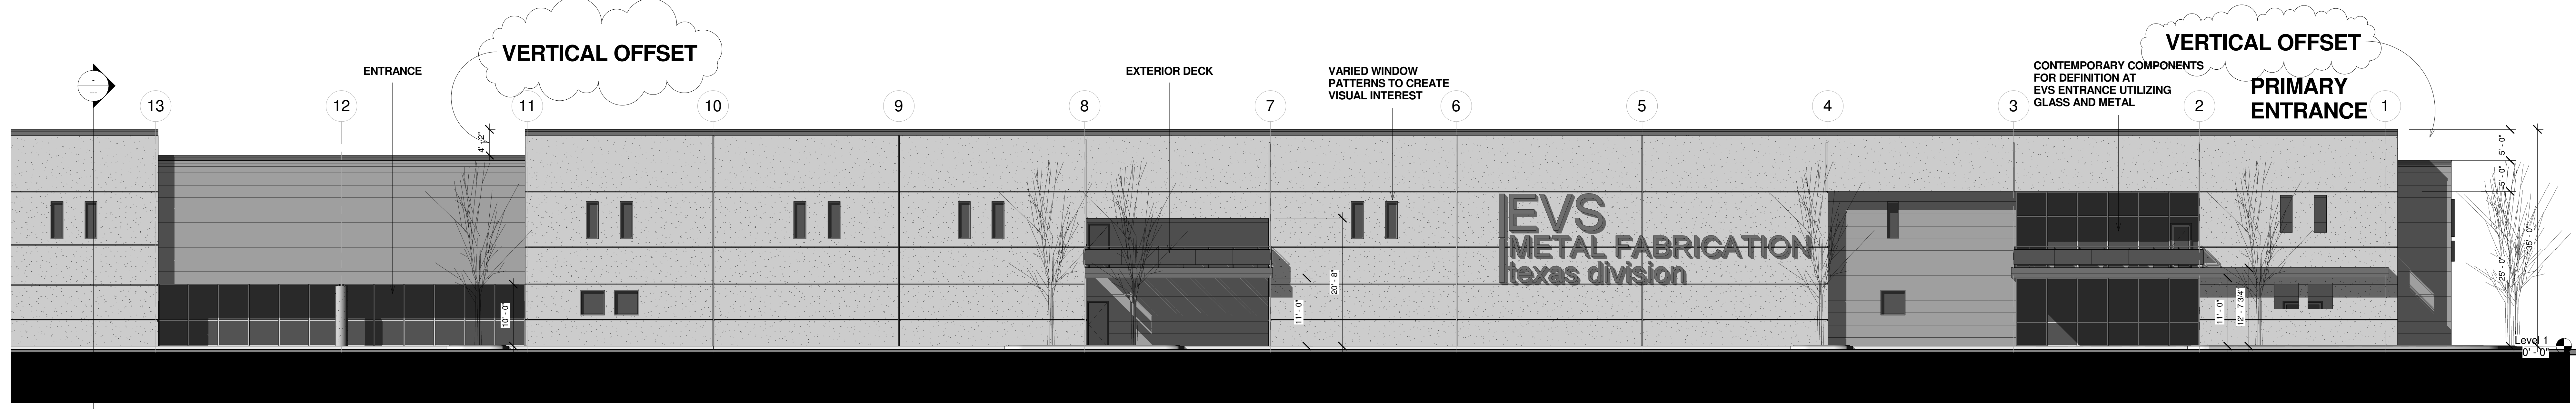 VERTICAL OFFSET
VERTICAL OFFSET
ENTRANCE
EXTERIOR DECK
VARIED WINDOW
PATTERNS TO CREATE
VISUAL INTEREST
CONTEMPORARY COMPONENTS
FOR DEFINITION AT
EVS ENTRANCE UTILIZING
GLASS AND METAL
PRIMARY
ENTRANCE
-
---
13
12
11
10
9
8
7
6
5
4
3
2
1
5' - 0"
5' - 0"
25' - 0"
35' - 0"
EVS
METAL FABRICATION
texas division
10' - 0"
11' - 0"
20' - 8"
11' - 0"
12' - 7 3/4"
Level 1
0' - 0"